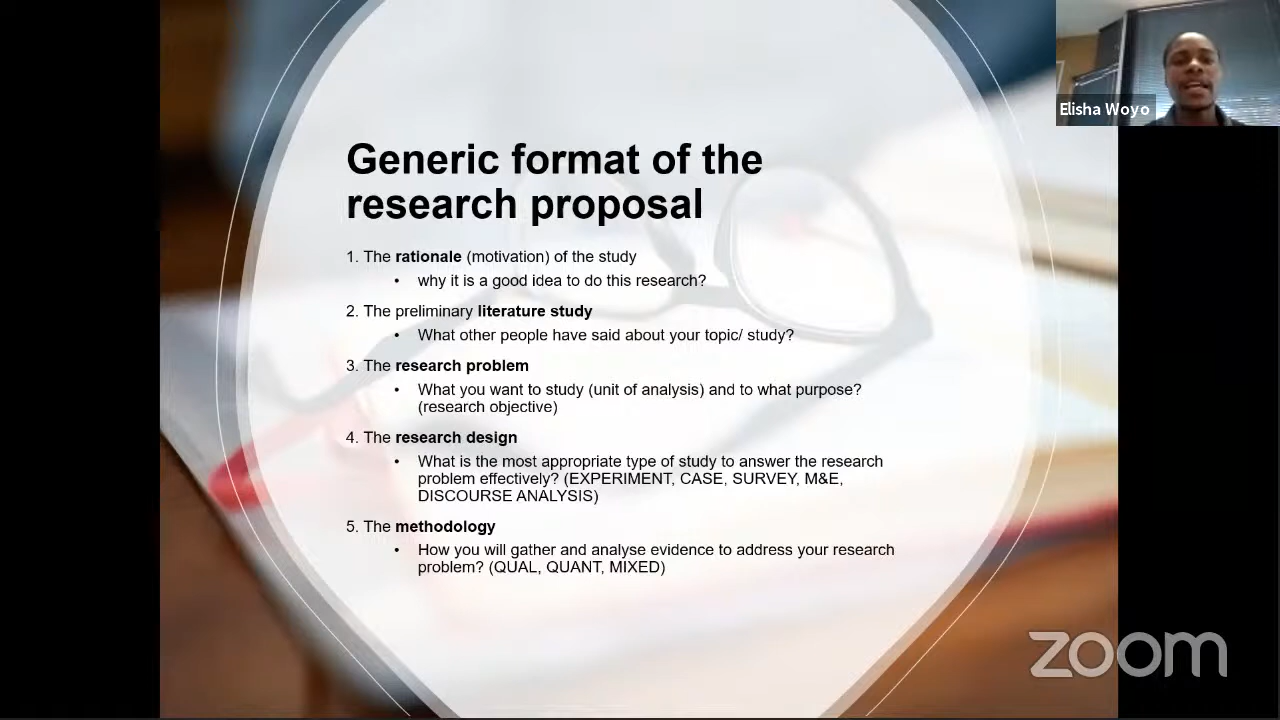 Elisha Woyo
Generic format of the
research proposal
1. The rationale (motivation) of the study
• why it is a good idea to do this research?
2. The preliminary literature study
• What other people have said about your topic/ study?
3. The research problem
• What you want to study (unit of analysis) and to what purpose?
(research objective)
4. The research design
• What is the most appropriate type of study to answer the research
problem effectively? (EXPERIMENT, CASE, SURVEY, M&E,
DISCOURSE ANALYSIS)
5. The methodology
• How you will gather and analyse evidence to address your research
problem? (QUAL, QUANT, MIXED)
zoom